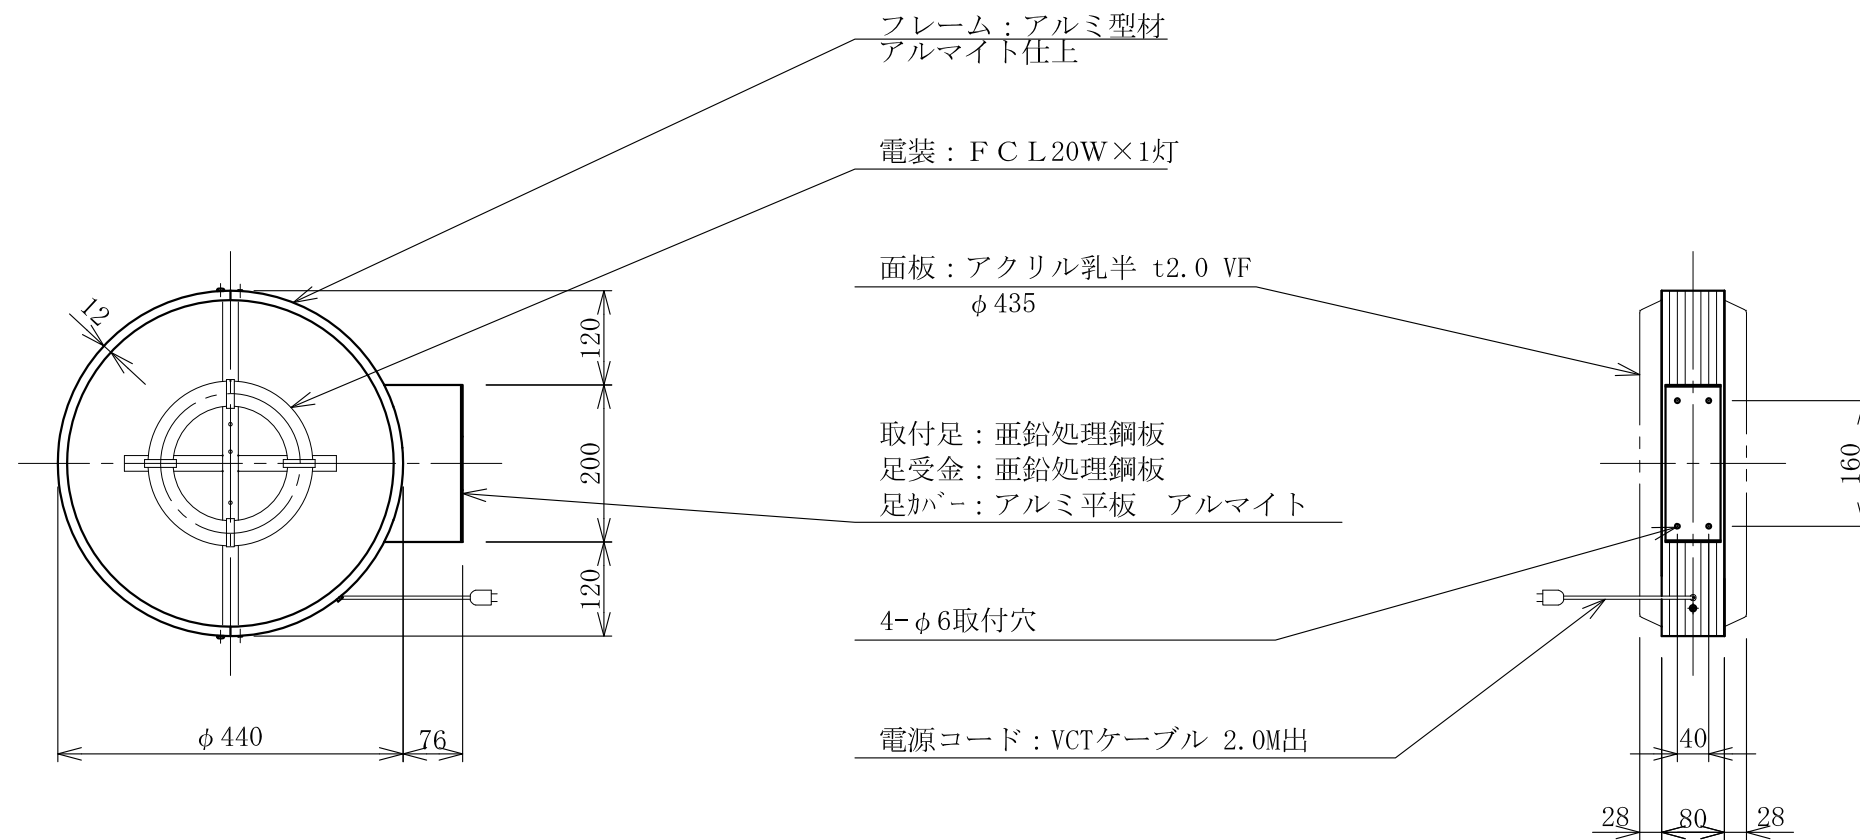 フレーム：アルミ型材
アルマイト仕上
電装：ＦＣＬ20W×1灯
面板：アクリル乳半 t2.0 VF
φ435
取付足：亜鉛処理鋼板
足受金：亜鉛処理鋼板
足ｶﾊﾞｰ：アルミ平板　アルマイト
4-φ6取付穴
電源コード：VCTケーブル 2.0M出
12
120
200
120
φ440
76
160
40
28
80
28